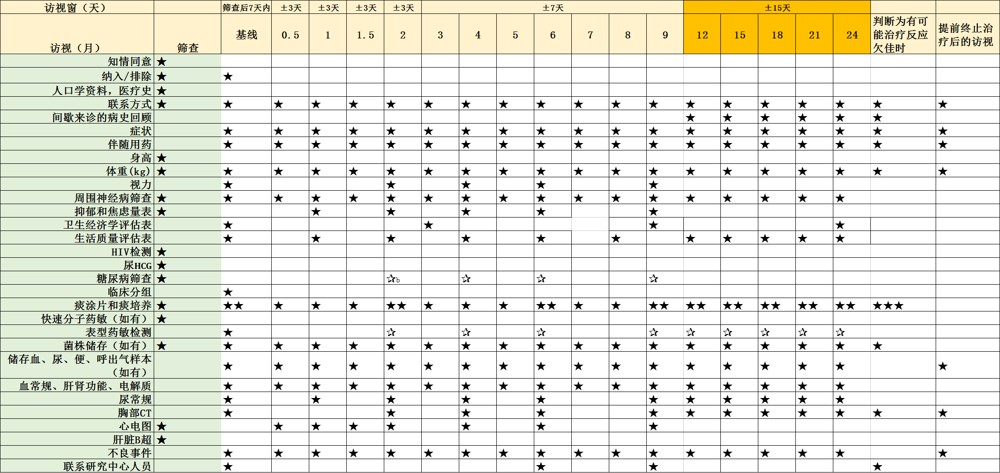 访视窗（天） 筛查后7天内 ±3天 ±3天 ±3天 ±3天 ±7天 ±15天
访视（月） 筛查 基线 0.5 1 1.5 2 3 4 5 6 7 8 9 12 15 18 21 24 判断为有可能治疗反应欠佳时 提前终止治疗后的访视
知情同意 ★
纳入/排除 ★ ★
人口学资料，医疗史 ★
联系方式 ★ ★ ★ ★ ★ ★ ★ ★ ★ ★ ★ ★ ★ ★ ★ ★ ★ ★ ★ ★
间歇来诊的病史回顾 ★ ★ ★ ★ ★ ★
症状 ★ ★ ★ ★ ★ ★ ★ ★ ★ ★ ★ ★ ★ ★ ★ ★ ★ ★ ★
伴随用药 ★ ★ ★ ★ ★ ★ ★ ★ ★ ★ ★ ★ ★ ★ ★ ★ ★ ★ ★
身高 ★
体重(kg) ★ ★ ★ ★ ★ ★ ★ ★ ★ ★ ★ ★ ★ ★ ★ ★ ★ ★ ★ ★
视力 ★ ★ ★ ★ ★
周围神经病筛查 ★ ★ ★ ★ ★ ★ ★ ★ ★ ★ ★ ★ ★ ★ ★ ★ ★ ★
抑郁和焦虑量表 ★ ★ ★ ★ ★ ★
卫生经济学评估表 ★ ★ ★ ★
生活质量评估表 ★ ★ ★ ★ ★ ★ ★ ★ ★ ★ ★
HIV检测 ★
尿HCG ★
糖尿病筛查 ★ ☆b ☆ ☆ ☆
临床分组 ★
痰涂片和痰培养 ★ ★★ ★ ★ ★ ★★ ★ ★ ★ ★★ ★ ★ ★★ ★★ ★★ ★★ ★★ ★★ ★★★
快速分子药敏（如有） ★
表型药敏检测 ★ ☆ ☆ ☆ ☆ ☆ ☆ ☆ ☆ ☆
菌株储存（如有） ★ ★ ★ ★ ★ ★ ★ ★ ★ ★ ★ ★ ★ ★ ★ ★ ★ ★ ★
储存血、尿、便、呼出气样本
（如有） ★ ★ ★ ★ ★ ★ ★ ★ ★ ★ ★ ★ ★ ★ ★ ★ ★ ★
血常规、肝肾功能、电解质 ★ ★ ★ ★ ★ ★ ★ ★ ★ ★ ★ ★ ★ ★ ★ ★ ★
尿常规 ★ ★ ★ ★ ★ ★ ★ ★ ★ ★ ★
胸部CT ★ ★ ★ ★ ★ ★ ★ ★ ★ ★ ★ ★
心电图 ★ ★ ★ ★ ★ ★ ★ ★
肝脏B超 ★
不良事件 ★ ★ ★ ★ ★ ★ ★ ★ ★ ★ ★ ★ ★ ★ ★ ★ ★ ★
联系研究中心人员 ★ ★ ★ ★